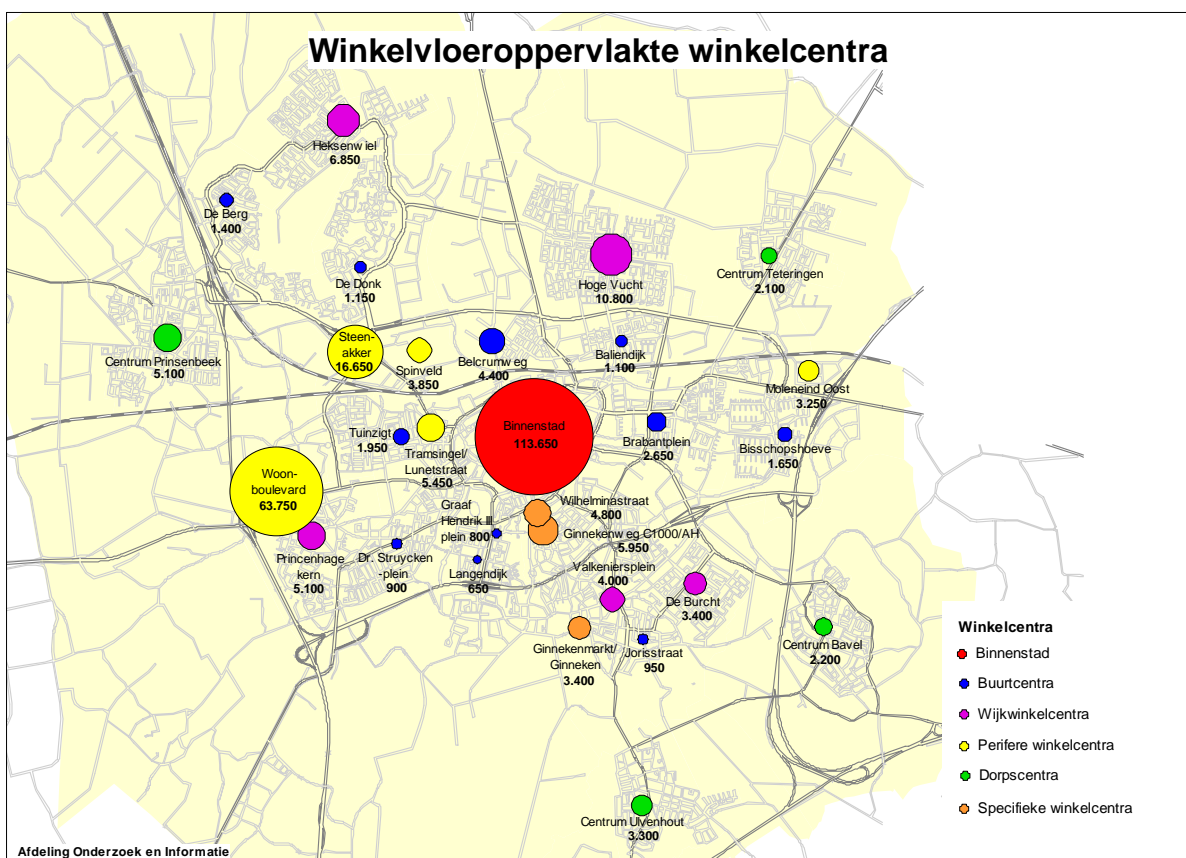 Winkelvloeroppervlakte winkelcentra
Heksenwiel
6.850
De Berg
1.400
De Donk
1.150
Hoge Vucht
10.800
Centrum Teteringen
2.100
Centrum Prinsenbeek
5.100
Steen-
akker
16.650
Spinveld
3.850
Belcrumweg
4.400
Baliendijk
1.100
Moleneind Oost
3.250
Tuinzigt
1.950
Tramsingel/
Lunetstraat
5.450
Binnenstad
113.650
Brabantplein
2.650
Bisschopshoeve
1.650
Woon-
boulevard
63.750
Graaf
Hendrik III
plein 800
Wilhelminastraat
4.800
Ginnekenweg C1000/AH
5.950
Princenhage
kern
5.100
Dr. Struycken
-plein
900
Langendijk
650
Valkeniersplein
4.000
De Burcht
3.400
Ginnekenmarkt/
Ginneken
3.400
Jorisstraat
950
Centrum Bavel
2.200
Centrum Ulvenhout
3.300
Winkelcentra
Binnenstad
Buurtcentra
Wijkwinkelcentra
Perifere winkelcentra
Dorpscentra
Specifieke winkelcentra
Afdeling Onderzoek en Informatie